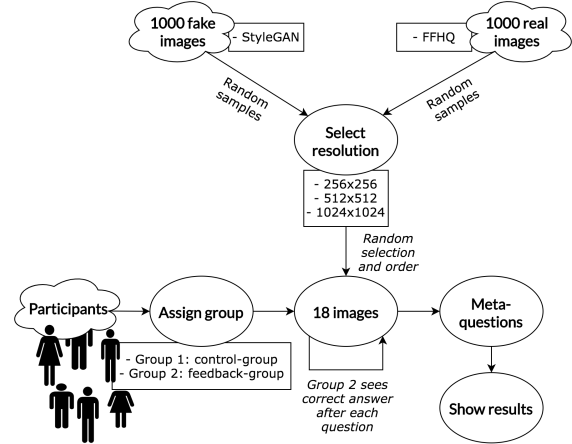 1000 fake
images
- StyleGAN
- FFHQ
1000 real
images
Random
samples
Random
samples
Select
resolution
- 256x256
- 512x512
- 1024x1024
Random
selection
and order
Participants
Assign group
18 images
Meta-
questions
- Group 1: control-group
- Group 2: feedback-group
Group 2 sees
correct answer
after each
question
Show results